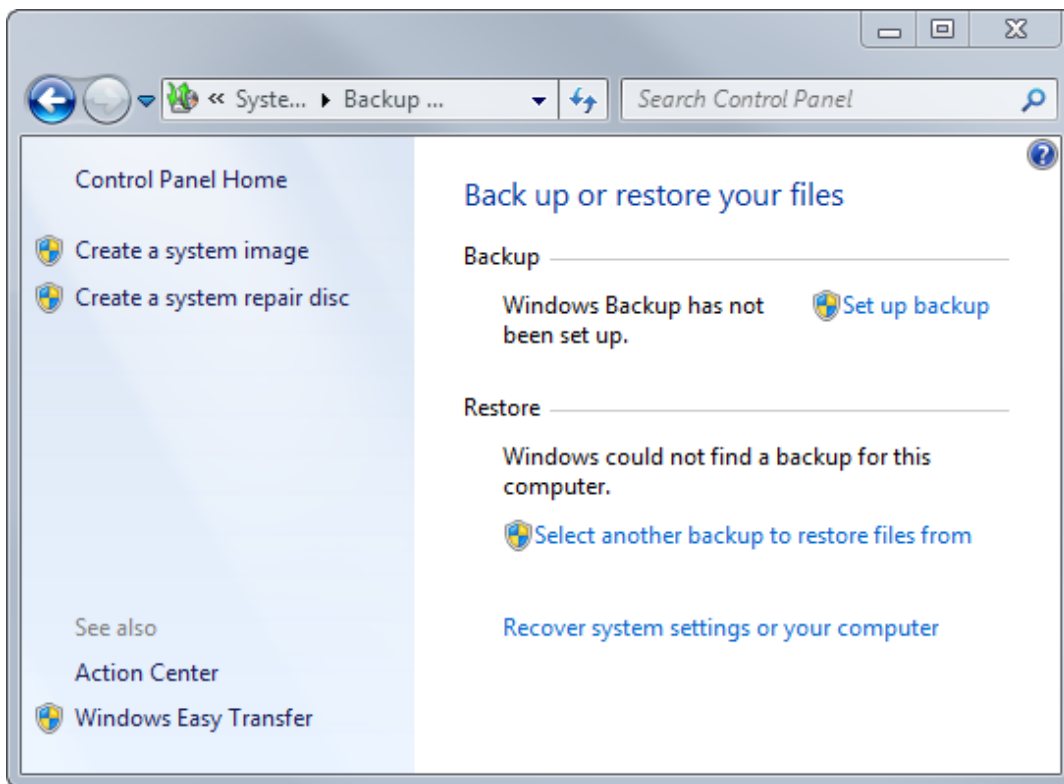 « Syste... Backup ...
Search Control Panel
Control Panel Home
Create a system image
Create a system repair disc
See also
Action Center
Windows Easy Transfer
Back up or restore your files
Backup
Windows Backup has not
been set up.
Set up backup
Restore
Windows could not find a backup for this
computer.
Select another backup to restore files from
Recover system settings or your computer